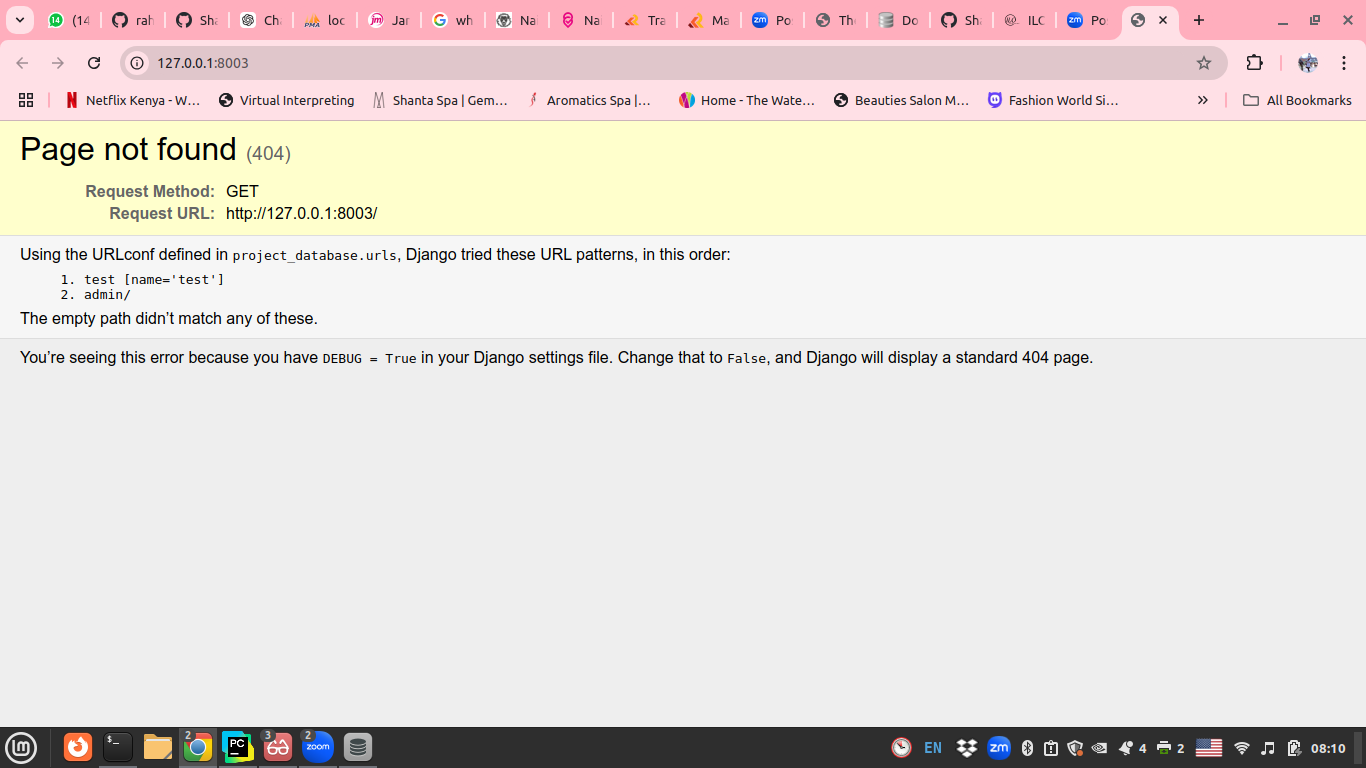 (14
rah
Sha
Cha
loc
Jar
wh
Nai
Na
Tra
Ma
Po
The
Do
Sha
ILC
Po
127.0.0.1:8003
Netflix Kenya - W...
Virtual Interpreting
Shanta Spa | Gem...
Aromatics Spa |...
Home - The Wate...
Beauties Salon M...
Fashion World Si...
All Bookmarks
Page not found (404)
Request Method: GET
Request URL: http://127.0.0.1:8003/
Using the URLconf defined in project_database.urls, Django tried these URL patterns, in this order:
1. test [name='test']
2. admin/
The empty path didn’t match any of these.
You’re seeing this error because you have DEBUG = True in your Django settings file. Change that to False, and Django will display a standard 404 page.
2
PC
3
2
zoom
EN
zm
4
2
08:10